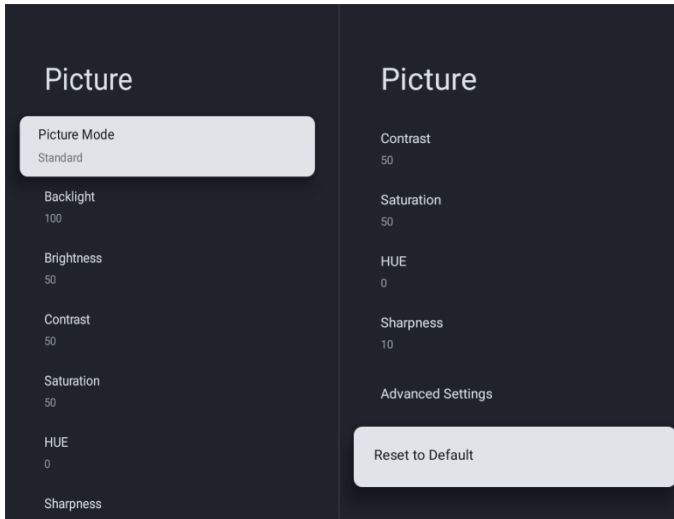 Picture
Picture Mode
Standard
Backlight
100
Brightness
50
Contrast
50
Saturation
50
HUE
0
Sharpness
Picture
Contrast
50
Saturation
50
HUE
0
Sharpness
10
Advanced Settings
Reset to Default